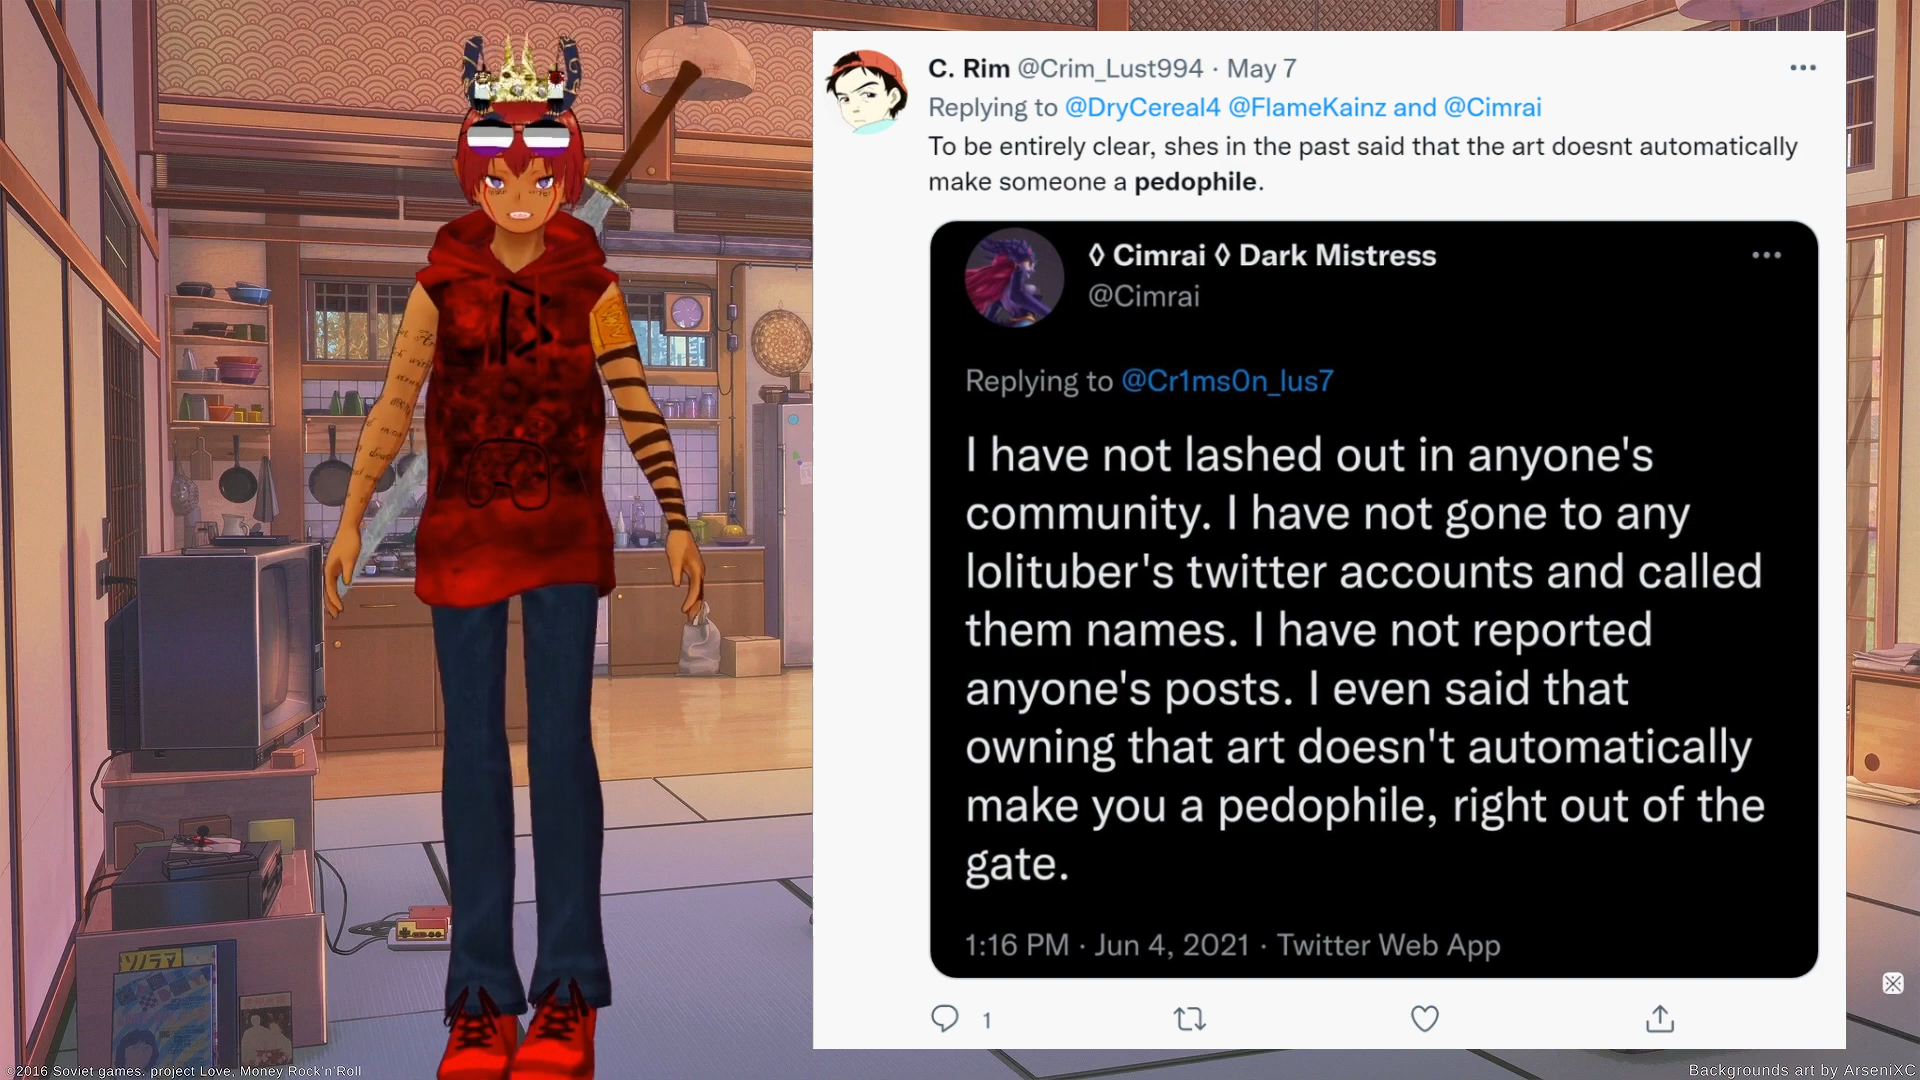 C. Rim @Crim_Lust994 · May 7
Replying to @DryCereal4 @FlameKainz and @Cimrai
To be entirely clear, shes in the past said that the art doesnt automatically
make someone a pedophile.
◊ Cimrai ◊ Dark Mistress
@Cimrai
Replying to @Cr1ms0n_lus7
I have not lashed out in anyone's
community. I have not gone to any
lolituber's twitter accounts and called
them names. I have not reported
anyone's posts. I even said that
owning that art doesn't automatically
make you a pedophile, right out of the
gate.
1:16 PM · Jun 4, 2021 · Twitter Web App
1
ソノラマ
©2016 Soviet games. project Love, Money Rock'n'Roll
Backgrounds art by ArseniXC